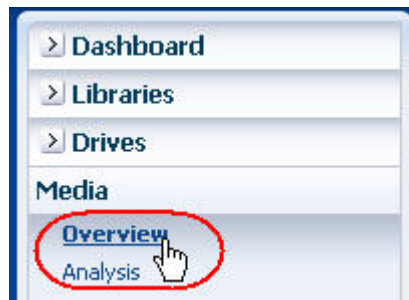 Dashboard
Libraries
Drives
Media
Overview
Analysis